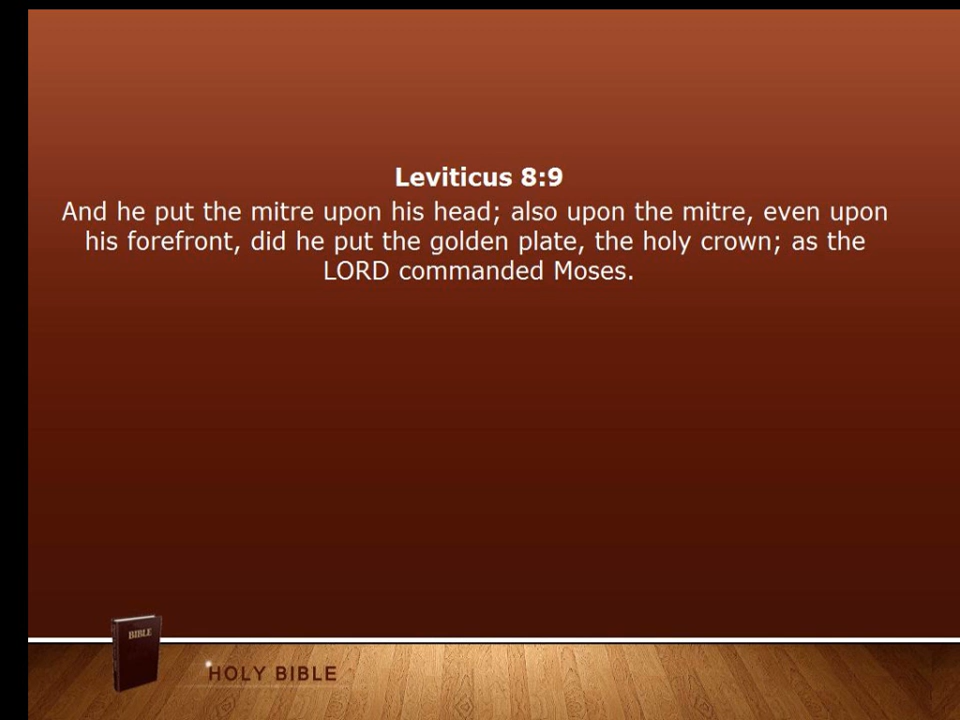 Leviticus 8:9
And he put the mitre upon his head; also upon the mitre, even upon
his forefront, did he put the golden plate, the holy crown; as the
LORD commanded Moses.
BIBLE
HOLY BIBLE